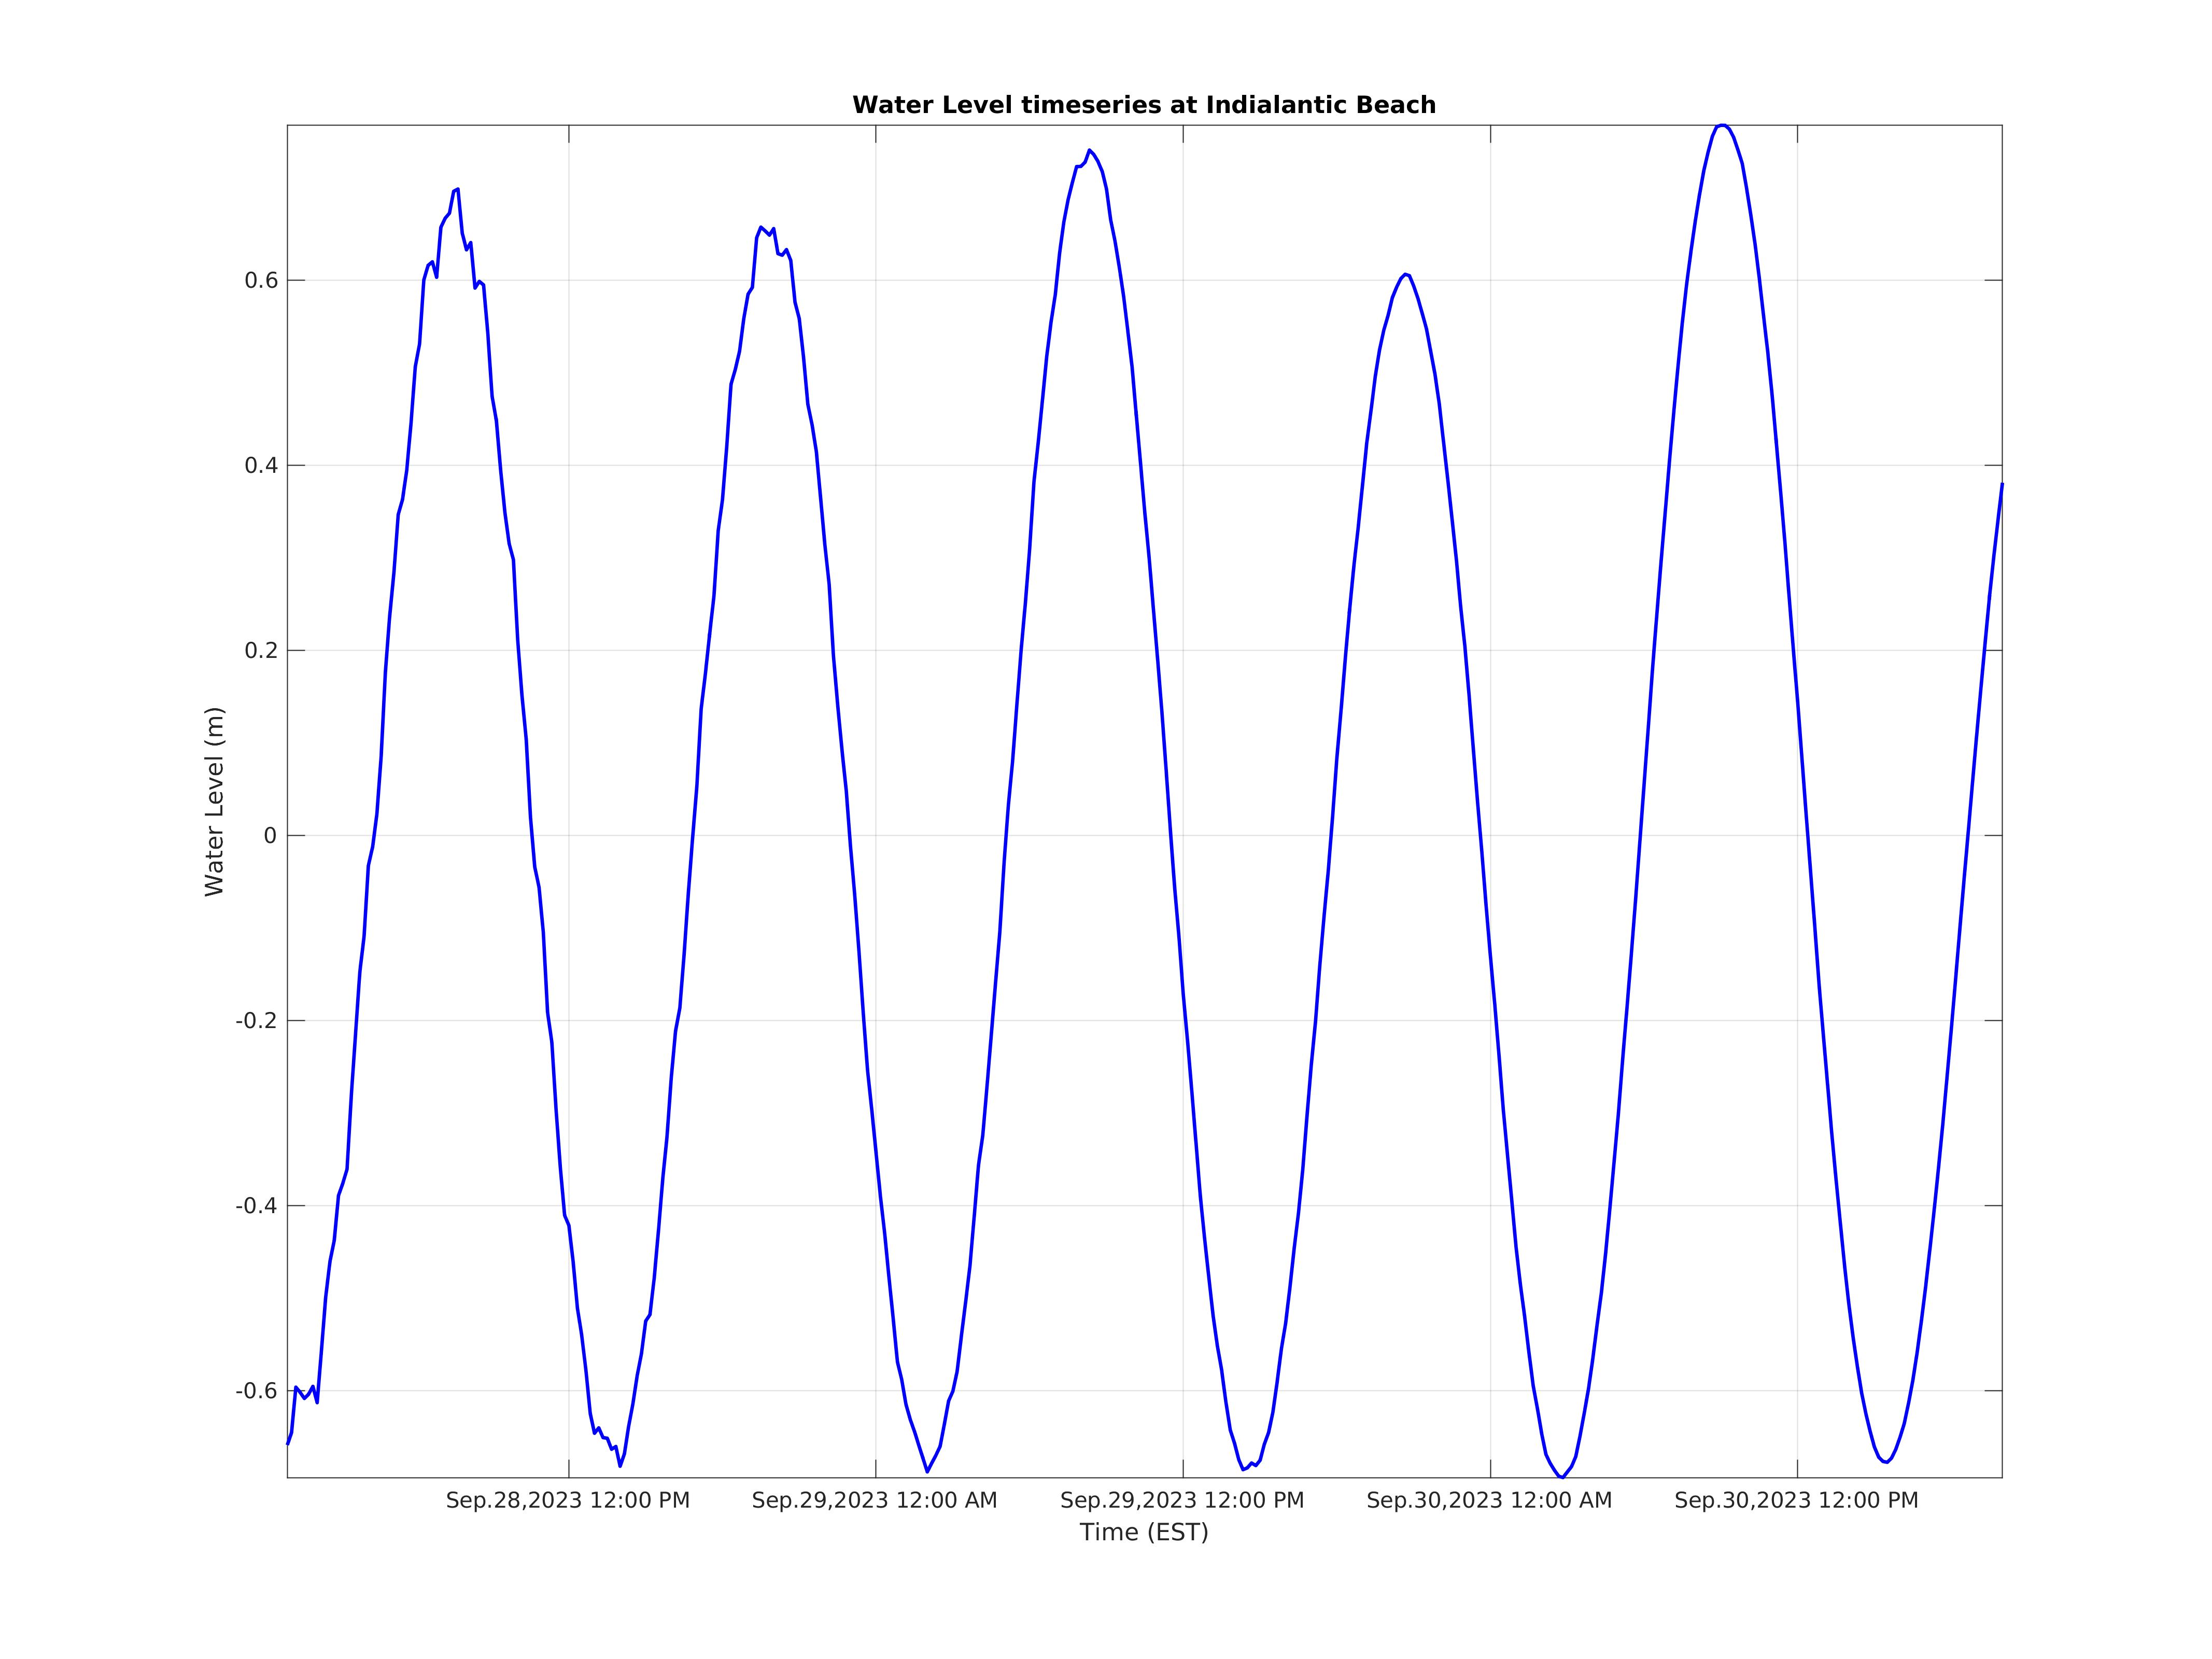 Water Level timeseries at Indialantic Beach
0.6
0.4
0.2
0
-0.2
-0.4
-0.6
Water Level (m)
Sep.28,2023 12:00 PM
Sep.29,2023 12:00 AM
Sep.29,2023 12:00 PM
Sep.30,2023 12:00 AM
Sep.30,2023 12:00 PM
Time (EST)